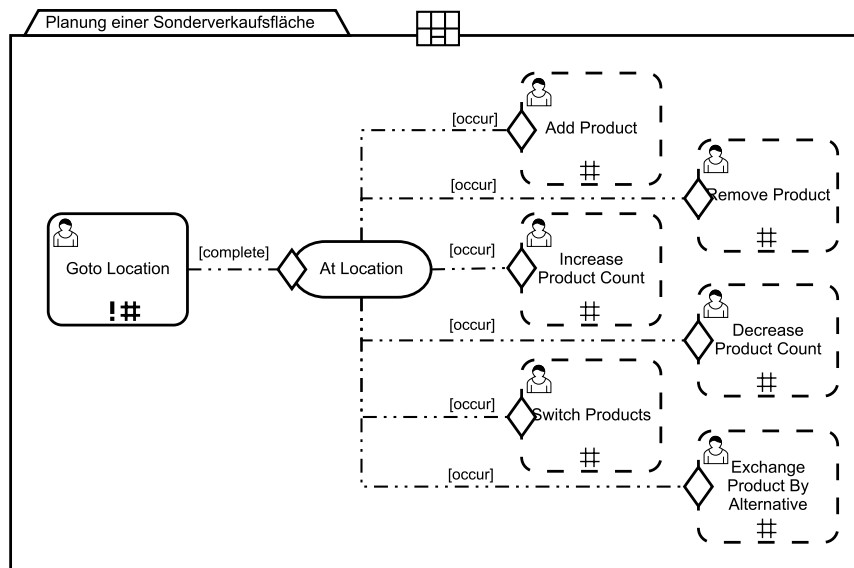 Planung einer Sonderverkaufsfläche
[occur]
Add Product
#
[occur]
Remove Product
#
Goto Location
!#
[complete]
At Location
[occur]
Increase
Product Count
#
[occur]
Decrease
Product Count
#
[occur]
Switch Products
#
[occur]
Exchange
Product By
Alternative
#